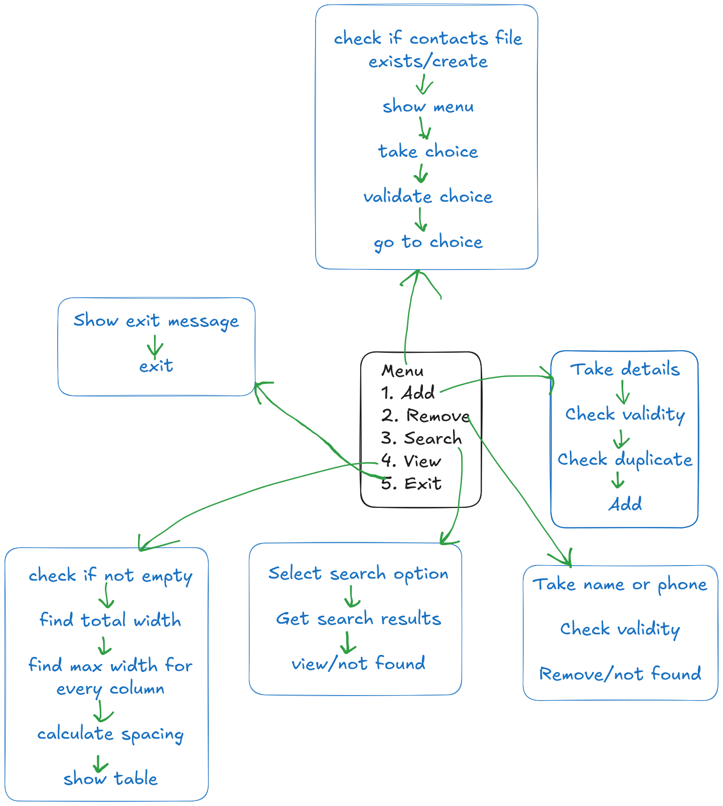 check if contacts file
exists/create
show menu
take choice
validate choice
go to choice
Show exit message
exit
Menu
1. Add
2. Remove
3. Search
4. View
5. Exit
Take details
Check validity
Check duplicate
Add
check if not empty
find total width
find max width for
every column
calculate spacing
show table
Select search option
Get search results
view/not found
Take name or phone
Check validity
Remove/not found